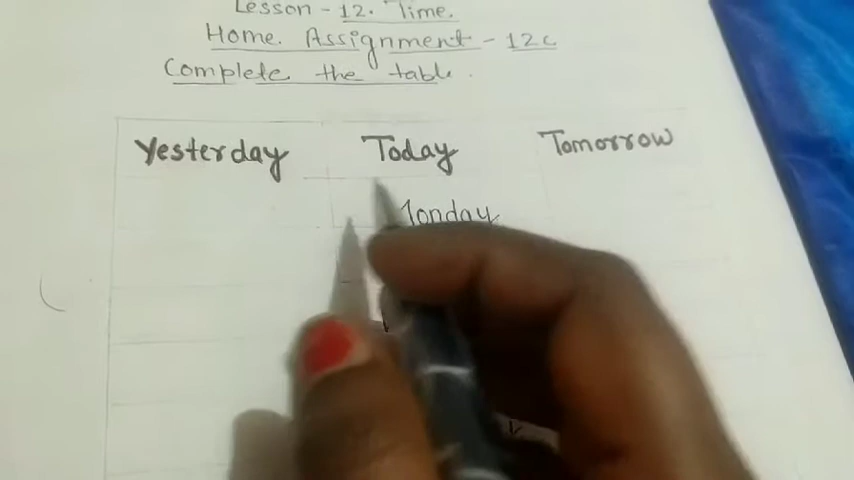 Lesson - 12. Time.
Home. Assignment - 12c
Complete the table.
Yesterday Today Tomorrow
Monday